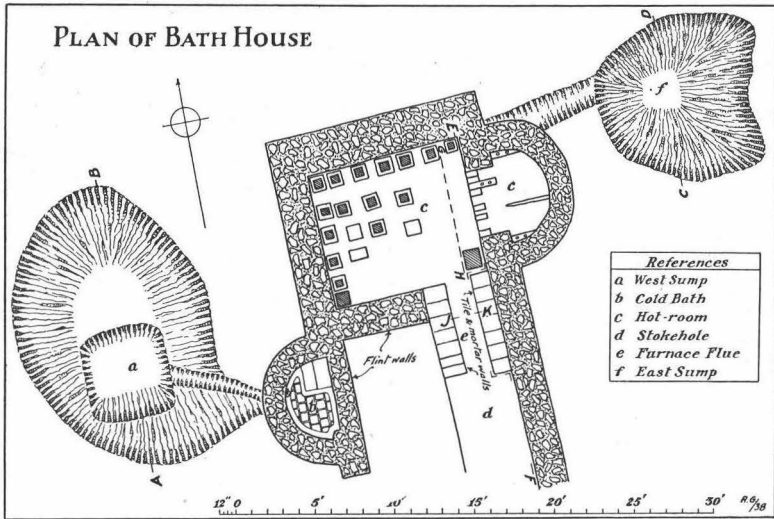 PLAN OF BATH HOUSE
D
f
C
B
a
A
E
c
c
H
J
e
K
Tile & mortar walls
Flint walls
b
d
F
References
a West Sump
b Cold Bath
c Hot-room
d Stokehole
e Furnace Flue
f East Sump
12" 0 5' 10' 15' 20' 25' 30'
R.G/38